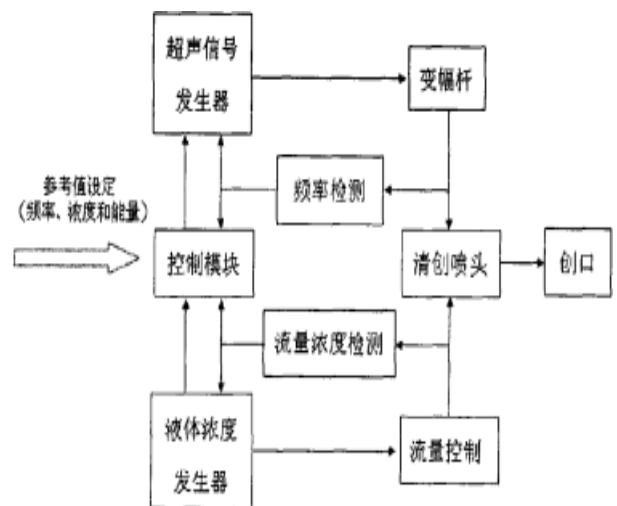 超声信号
发生器
变幅杆
频率检测
参考值设定
(频率、浓度和能量)
控制模块
清创喷头
创口
流量浓度检测
液体浓度
发生器
流量控制